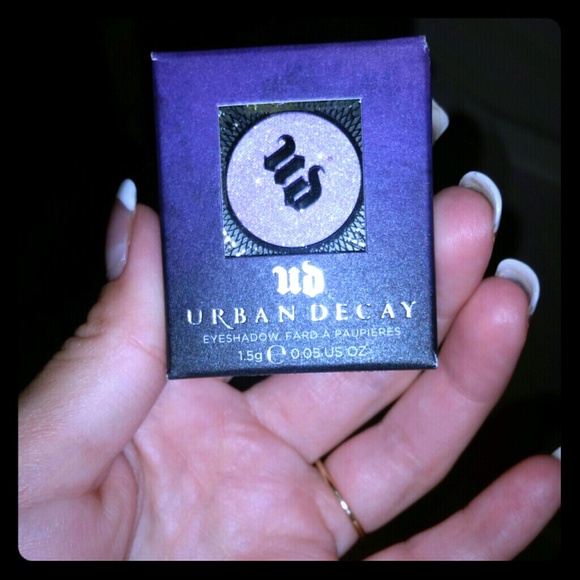 UD
UD
URBAN DECAY
EYESHADOW FARD À PAUPIÈRES
1.5g ℮ 0.05 US OZ